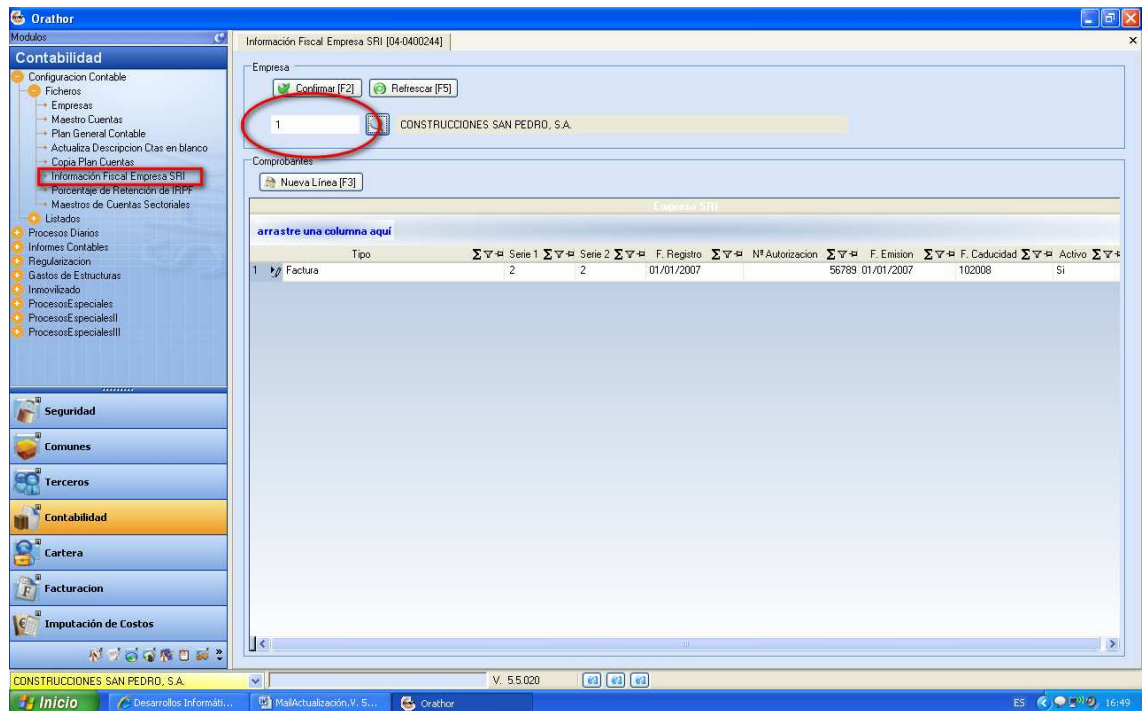 Orathor
Modulos
Contabilidad
Configuracion Contable
Ficheros
Empresas
Maestro Cuentas
Plan General Contable
Actualiza Descripcion Ctas en blanco
Copia Plan Cuentas
Información Fiscal Empresa SRI
Porcentaje de Retención de IRPF
Maestros de Cuentas Sectoriales
Listados
Procesos Diarios
Informes Contables
Regularizacion
Gastos de Estructuras
Inmovilizado
ProcesosEspeciales
ProcesosEspecialesII
ProcesosEspecialesIII
Seguridad
Comunes
Terceros
Contabilidad
Cartera
Facturacion
Imputación de Costos
Información Fiscal Empresa SRI [04-0400244]
Empresa
Confirmar [F2] Refrescar [F5]
1 CONSTRUCCIONES SAN PEDRO, S.A.
Comprobantes
Nueva Línea [F3]
Empresa SRI
arrastre una columna aquí
Tipo Serie 1 Serie 2 F. Registro NºAutorizacion F. Emision F. Caducidad Activo
1 Factura 2 2 01/01/2007 56789 01/01/2007 102008 Si
CONSTRUCCIONES SAN PEDRO, S.A. V. 5.5.020
Inicio Desarrollos Informáti... MailActualización.V. 5... Orathor ES 16:49